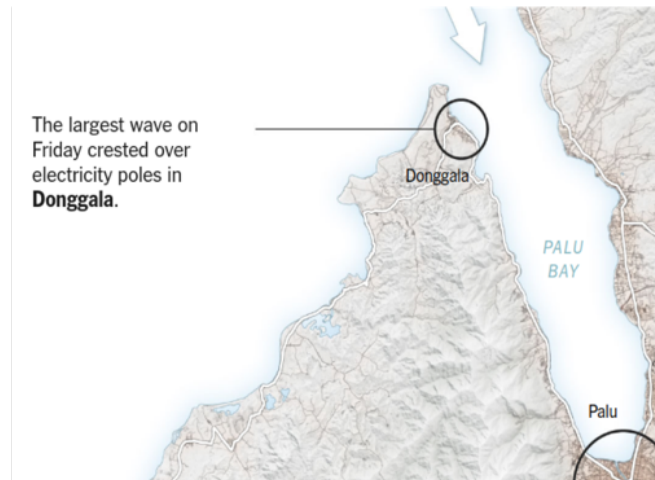 The largest wave on
Friday crested over
electricity poles in
Donggala.
Donggala
PALU
BAY
Palu